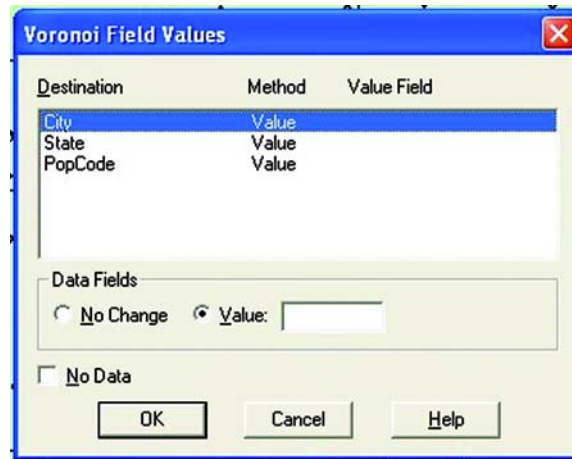 Voronoi Field Values
Destination Method Value Field
City Value
State Value
PopCode Value
Data Fields
No Change Value:
No Data
OK Cancel Help